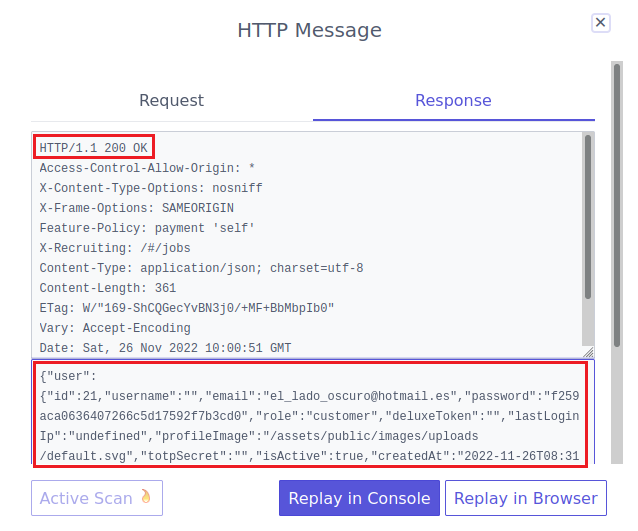 HTTP Message
Request
Response
HTTP/1.1 200 OK
Access-Control-Allow-Origin: *
X-Content-Type-Options: nosniff
X-Frame-Options: SAMEORIGIN
Feature-Policy: payment 'self'
X-Recruiting: /#/jobs
Content-Type: application/json; charset=utf-8
Content-Length: 361
ETag: W/"169-ShCQGecYvBN3j0/+MF+BbMbpIb0"
Vary: Accept-Encoding
Date: Sat, 26 Nov 2022 10:00:51 GMT
{"user":
{"id":21,"username":"","email":"el_lado_oscuro@hotmail.es","password":"f259
aca0636407266c5d17592f7b3cd0","role":"customer","deluxeToken":"","lastLogin
Ip":"undefined","profileImage":"/assets/public/images/uploads
/default.svg","totpSecret":"","isActive":true,"createdAt":"2022-11-26T08:31
Active Scan
Replay in Console
Replay in Browser